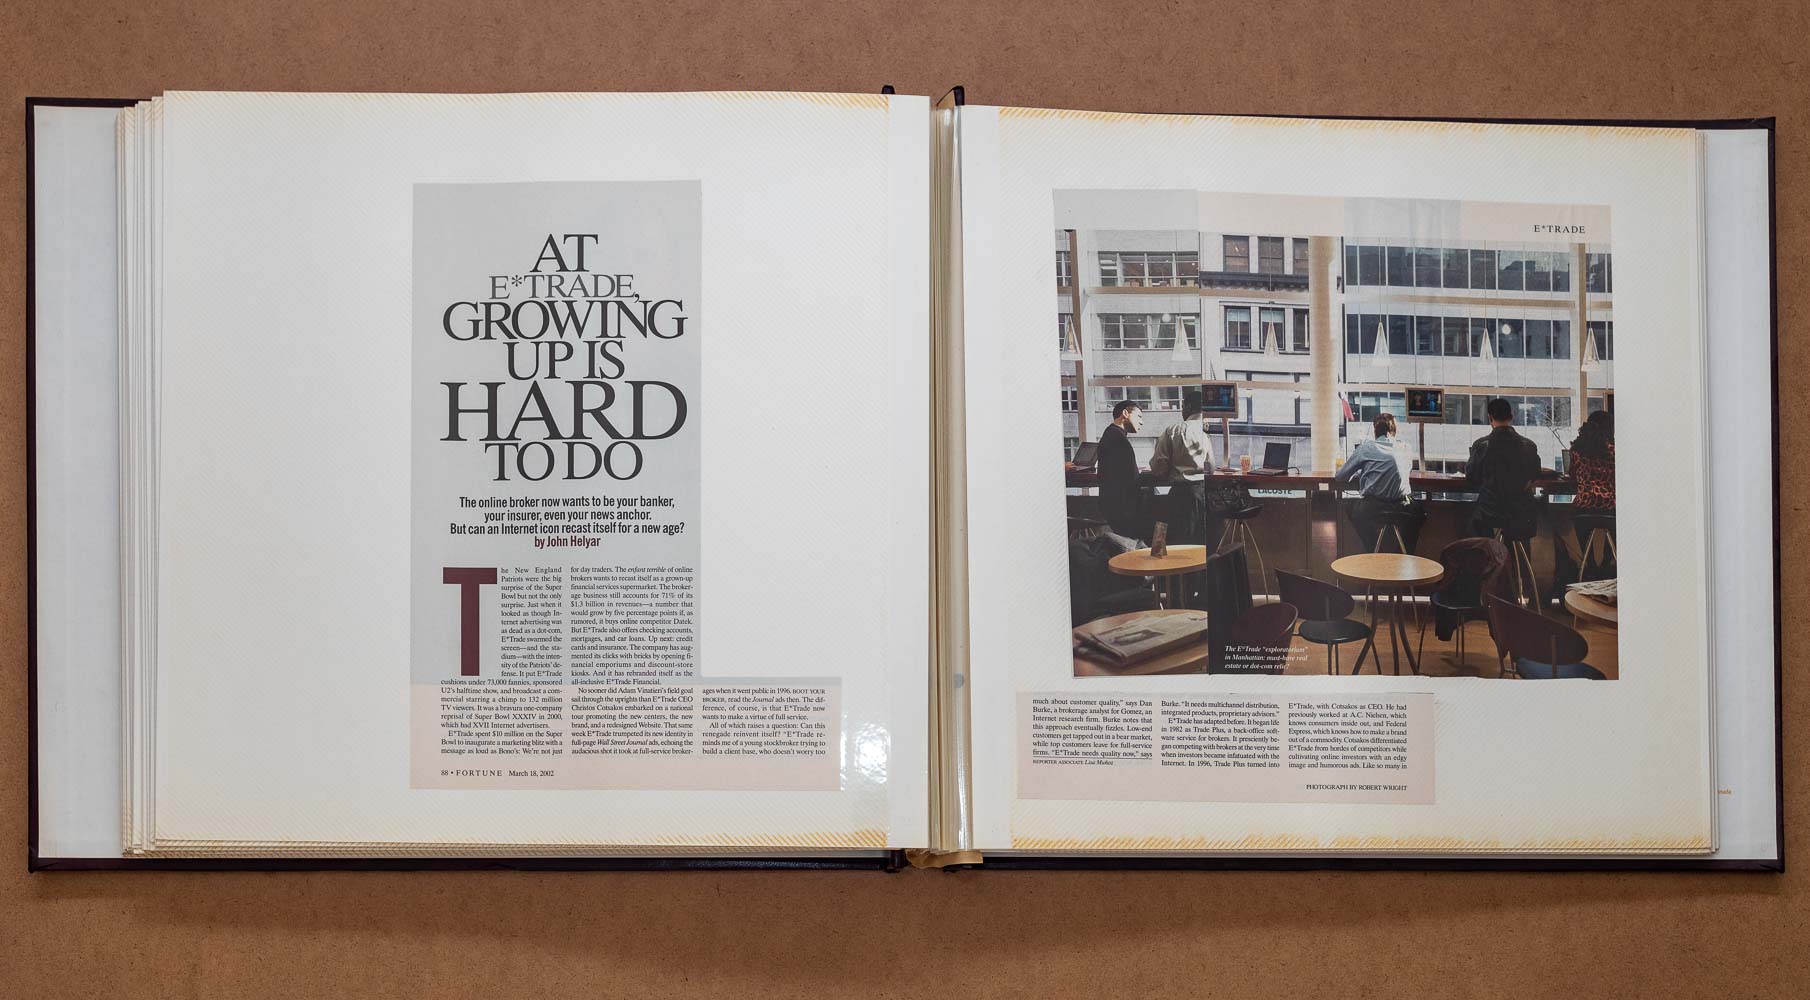 AT
E*TRADE,
GROWING
UP IS
HARD
TO DO
The online broker now wants to be your banker,
your insurer, even your news anchor.
But can an Internet icon recast itself for a new age?
by John Helyar
The New England
Patriots were the big
surprise of the Super
Bowl but not the only
surprise. Just when it
looked as though In-
ternet advertising was
as dead as a dot-com,
E*Trade swarmed the
screen—and the sta-
dium—with the inten-
sity of the Patriots' de-
fense. It put E*Trade
cushions under 73,000 fannies, sponsored
U2's halftime show, and broadcast a com-
mercial starring a chimp to 132 million
TV viewers. It was a bravura one-company
reprisal of Super Bowl XXXIV in 2000,
which had XVII Internet advertisers.
E*Trade spent $10 million on the Super
Bowl to inaugurate a marketing blitz with a
message as loud as Bono's: We're not just
for day traders. The enfant terrible of online
brokers wants to recast itself as a grown-up
financial services supermarket. The broker-
age business still accounts for 71% of its
$1.3 billion in revenues—a number that
would grow by five percentage points if, as
rumored, it buys online competitor Datek.
But E*Trade also offers checking accounts,
mortgages, and car loans. Up next: credit
cards and insurance. The company has aug-
mented its clicks with bricks by opening fi-
nancial emporiums and discount-store
kiosks. And it has rebranded itself as the
all-inclusive E*Trade Financial.
No sooner did Adam Vinatieri's field goal
sail through the uprights than E*Trade CEO
Christos Cotsakos embarked on a national
tour promoting the new centers, the new
brand, and a redesigned Website. That same
week E*Trade trumpeted its new identity in
full-page Wall Street Journal ads, echoing the
audacious shot it took at full-service broker-
ages when it went public in 1996. BOOT YOUR
BROKER, read the Journal ads then. The dif-
ference, of course, is that E*Trade now
wants to make a virtue of full service.
All of which raises a question: Can this
renegade reinvent itself? "E*Trade re-
minds me of a young stockbroker trying to
build a client base, who doesn't worry too
88 • FORTUNE March 18, 2002
E*TRADE
LACOSTE
The E*Trade "exploratorium"
in Manhattan: must-have real
estate or dot-com relic?
much about customer quality," says Dan
Burke, a brokerage analyst for Gomez, an
Internet research firm. Burke notes that
this approach eventually fizzles. Low-end
customers get tapped out in a bear market,
while top customers leave for full-service
firms. "E*Trade needs quality now," says
REPORTER ASSOCIATE Lisa Muñoz
Burke. "It needs multichannel distribution,
integrated products, proprietary advisors."
E*Trade has adapted before. It began life
in 1982 as Trade Plus, a back-office soft-
ware service for brokers. It presciently be-
gan competing with brokers at the very time
when investors became infatuated with the
Internet. In 1996, Trade Plus turned into
E*Trade, with Cotsakos as CEO. He had
previously worked at A.C. Nielsen, which
knows consumers inside out, and Federal
Express, which knows how to make a brand
out of a commodity. Cotsakos differentiated
E*Trade from hordes of competitors while
cultivating online investors with an edgy
image and humorous ads. Like so many in
PHOTOGRAPH BY ROBERT WRIGHT